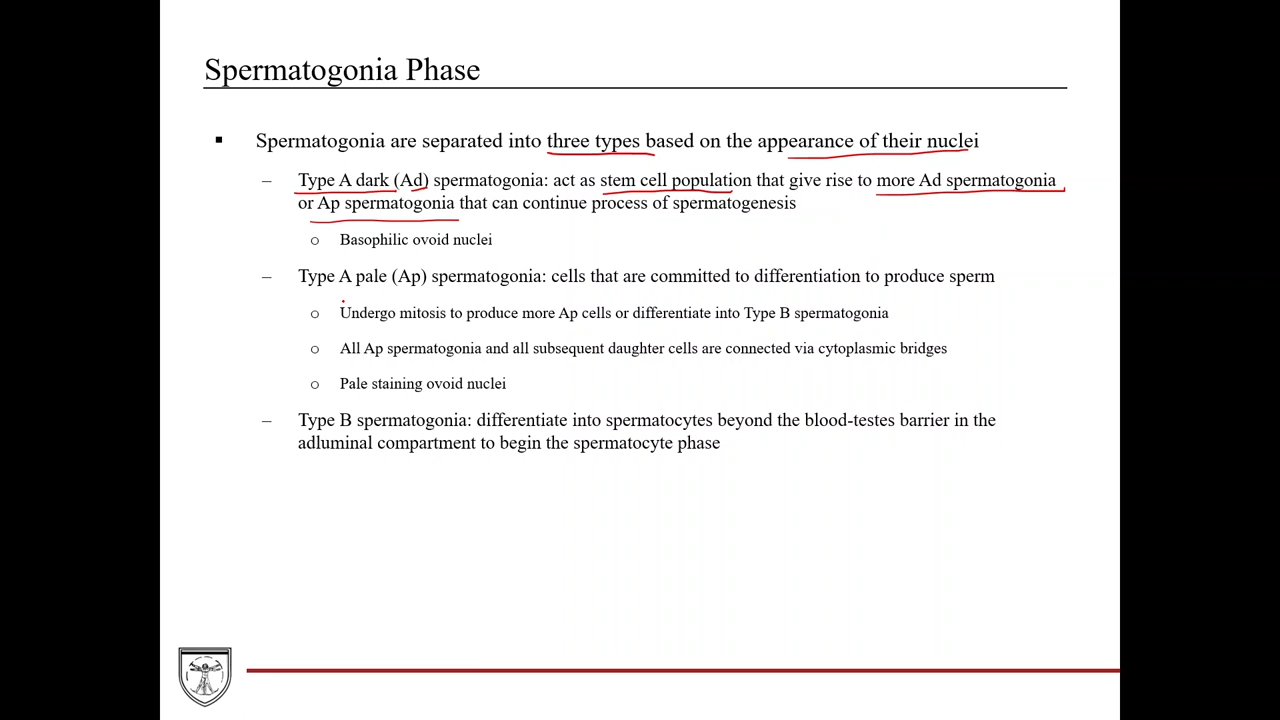 Spermatogonia Phase
▪ Spermatogonia are separated into three types based on the appearance of their nuclei
– Type A dark (Ad) spermatogonia: act as stem cell population that give rise to more Ad spermatogonia
or Ap spermatogonia that can continue process of spermatogenesis
o Basophilic ovoid nuclei
– Type A pale (Ap) spermatogonia: cells that are committed to differentiation to produce sperm
o Undergo mitosis to produce more Ap cells or differentiate into Type B spermatogonia
o All Ap spermatogonia and all subsequent daughter cells are connected via cytoplasmic bridges
o Pale staining ovoid nuclei
– Type B spermatogonia: differentiate into spermatocytes beyond the blood-testes barrier in the
adluminal compartment to begin the spermatocyte phase